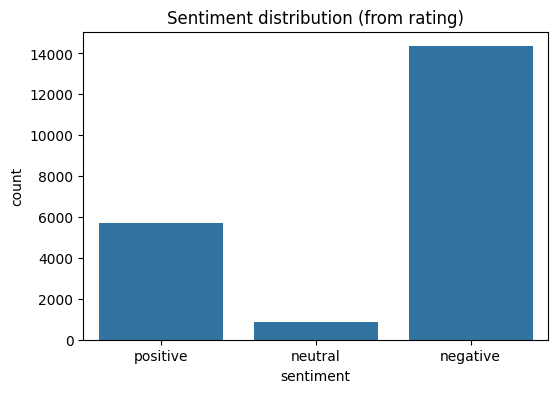 Sentiment distribution (from rating)
count
14000
12000
10000
8000
6000
4000
2000
0
positive
neutral
negative
sentiment